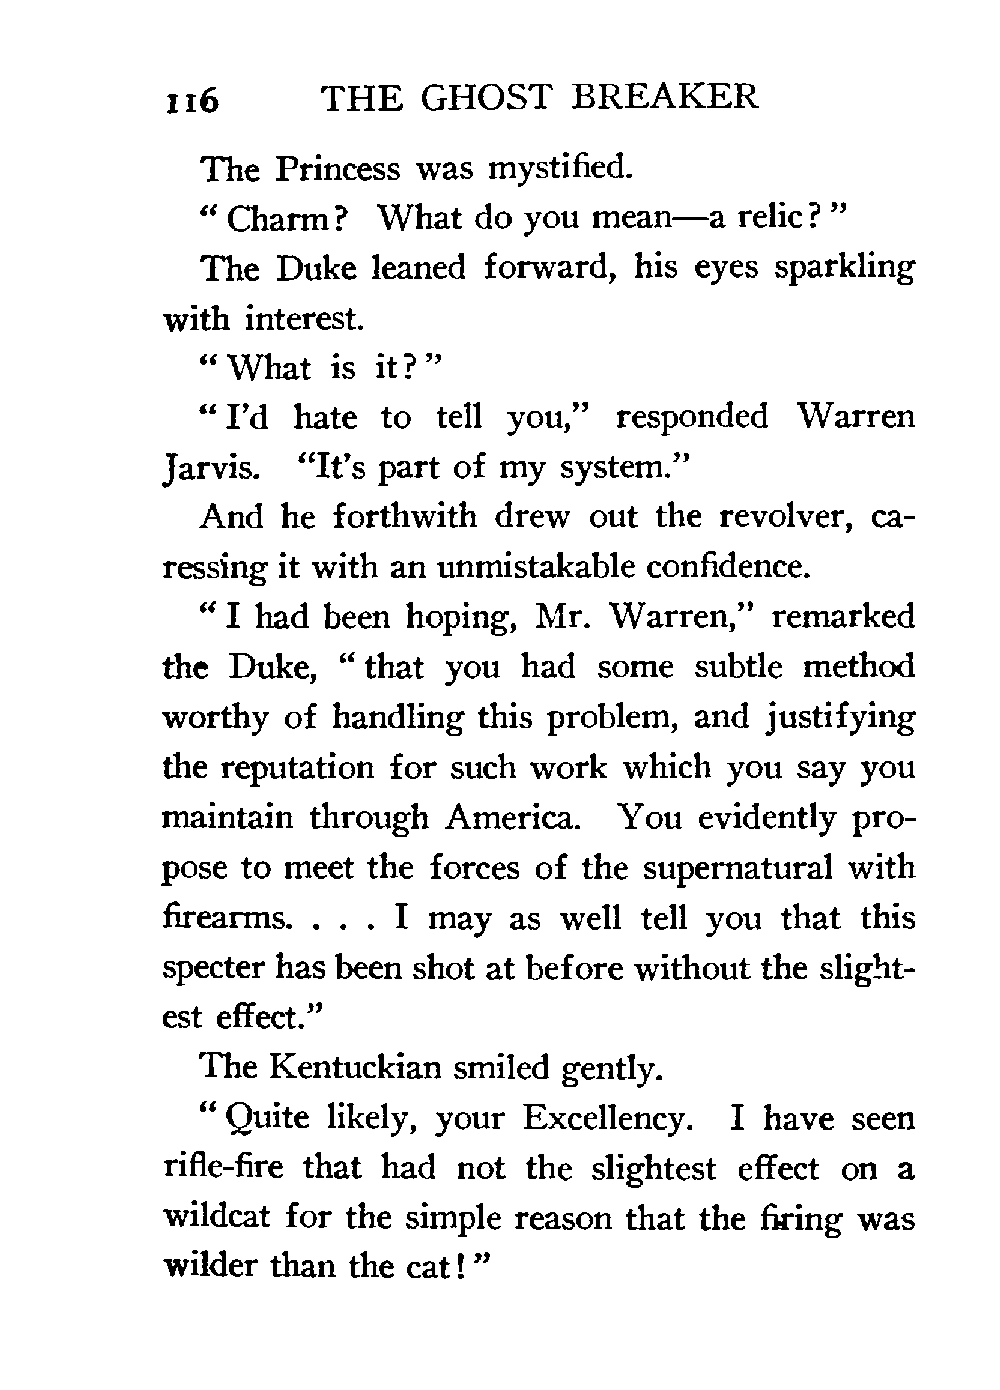 116 THE GHOST BREAKER
The Princess was mystified.
“Charm? What do you mean—a relic?”
The Duke leaned forward, his eyes sparkling
with interest.
“What is it?”
“I’d hate to tell you,” responded Warren
Jarvis. “It’s part of my system.”
And he forthwith drew out the revolver, ca-
ressing it with an unmistakable confidence.
“I had been hoping, Mr. Warren,” remarked
the Duke, “that you had some subtle method
worthy of handling this problem, and justifying
the reputation for such work which you say you
maintain through America. You evidently pro-
pose to meet the forces of the supernatural with
firearms. . . . I may as well tell you that this
specter has been shot at before without the slight-
est effect.”
The Kentuckian smiled gently.
“Quite likely, your Excellency. I have seen
rifle-fire that had not the slightest effect on a
wildcat for the simple reason that the firing was
wilder than the cat!”